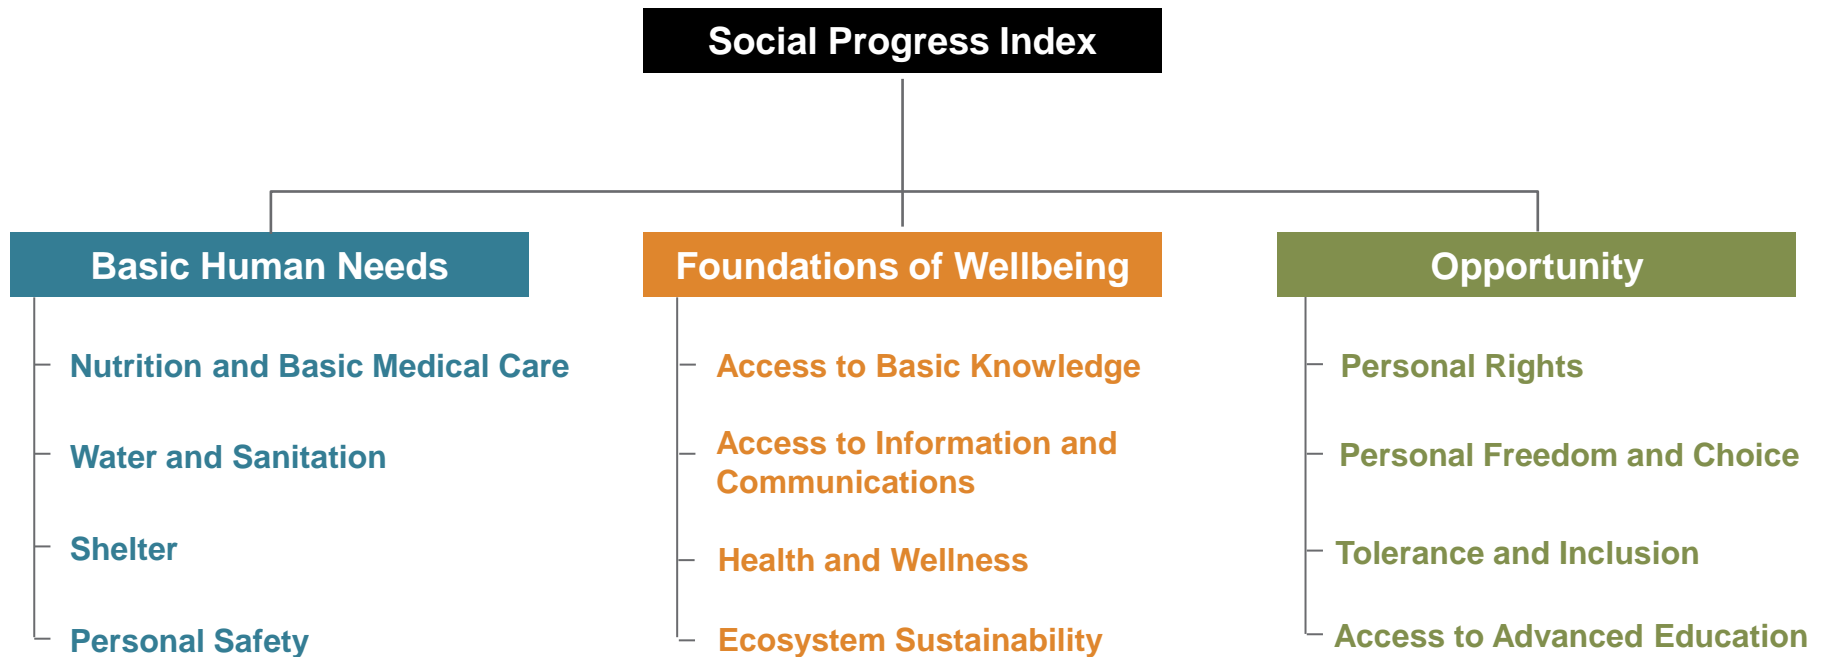 Social Progress Index
Basic Human Needs
Nutrition and Basic Medical Care
Water and Sanitation
Shelter
Personal Safety
Foundations of Wellbeing
Access to Basic Knowledge
Access to Information and
Communications
Health and Wellness
Ecosystem Sustainability
Opportunity
Personal Rights
Personal Freedom and Choice
Tolerance and Inclusion
Access to Advanced Education